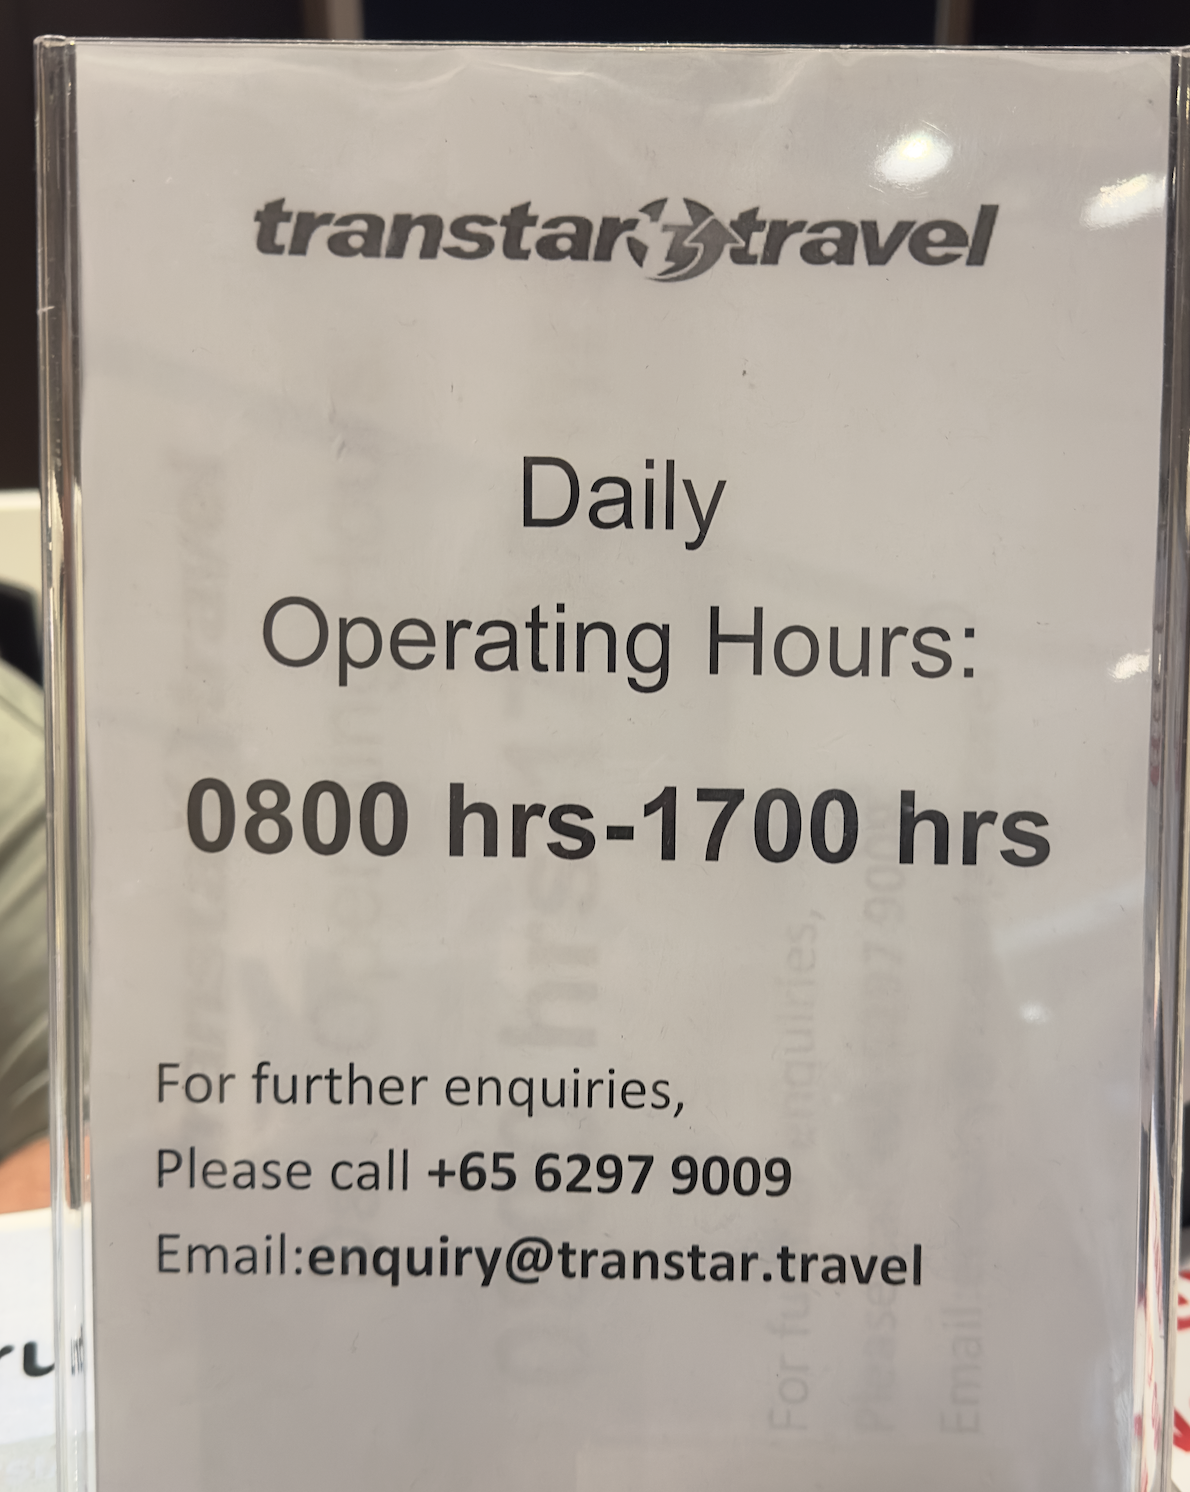 transtar travel
Daily
Operating Hours:
0800 hrs-1700 hrs
For further enquiries,
Please call +65 6297 9009
Email:enquiry@transtar.travel